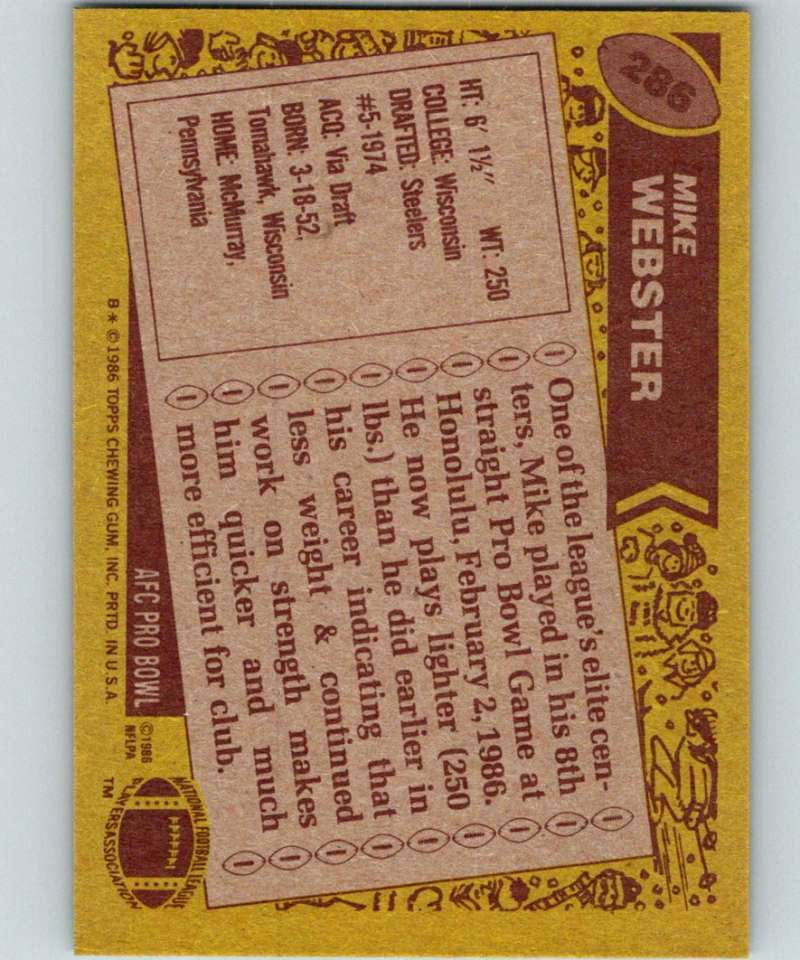 286
MIKE
WEBSTER
HT: 6' 1½" WT: 250
COLLEGE: Wisconsin
DRAFTED: Steelers
#5-1974
ACQ: Via Draft
BORN: 3-18-52,
Tomahawk, Wisconsin
HOME: McMurray,
Pennsylvania
One of the league's elite cen-
ters, Mike played in his 8th
straight Pro Bowl Game at
Honolulu, February 2, 1986.
He now plays lighter (250
lbs.) than he did earlier in
his career indicating that
less weight & continued
work on strength makes
him quicker and much
more efficient for club.
AFC PRO BOWL
B* ©1986 TOPPS CHEWING GUM, INC. PRTD. IN U.S.A.
©1986
NFLPA
NATIONAL FOOTBALL LEAGUE
PLAYERS ASSOCIATION
TM